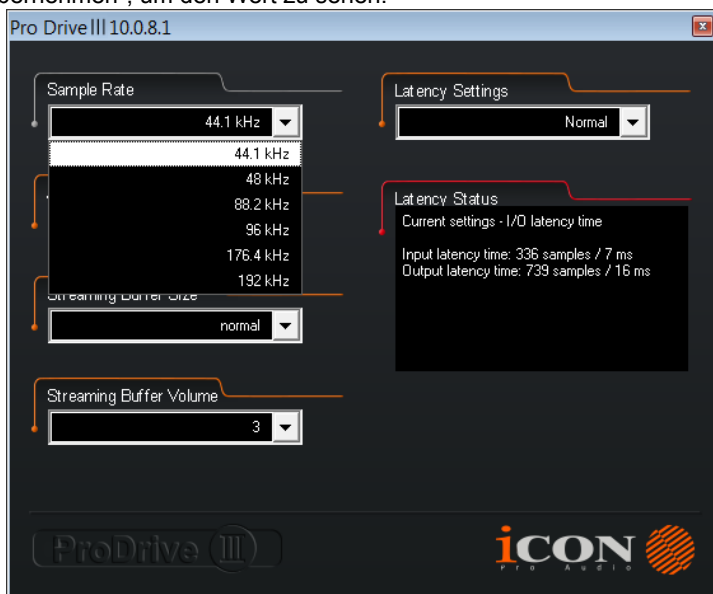 Pro Drive III 10.0.8.1
Sample Rate
44.1 kHz
44.1 kHz
48 kHz
88.2 kHz
96 kHz
176.4 kHz
192 kHz
Streaming Buffer Size
normal
Streaming Buffer Volume
3
Latency Settings
Normal
Latency Status
Current settings - I/O latency time
Input latency time: 336 samples / 7 ms
Output latency time: 739 samples / 16 ms
ProDrive III
icon
Pro Audio